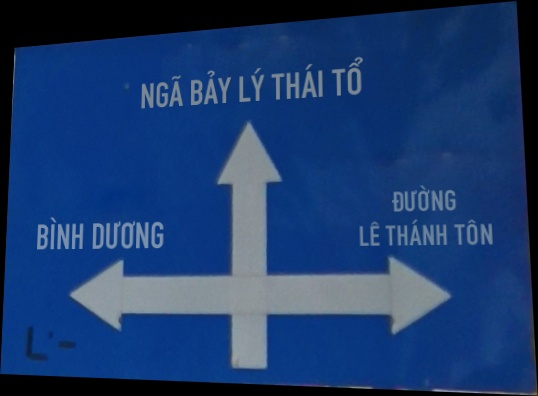 NGÃ BẢY LÝ THÁI TỔ
BÌNH DƯƠNG
ĐƯỜNG
LÊ THÁNH TÔN